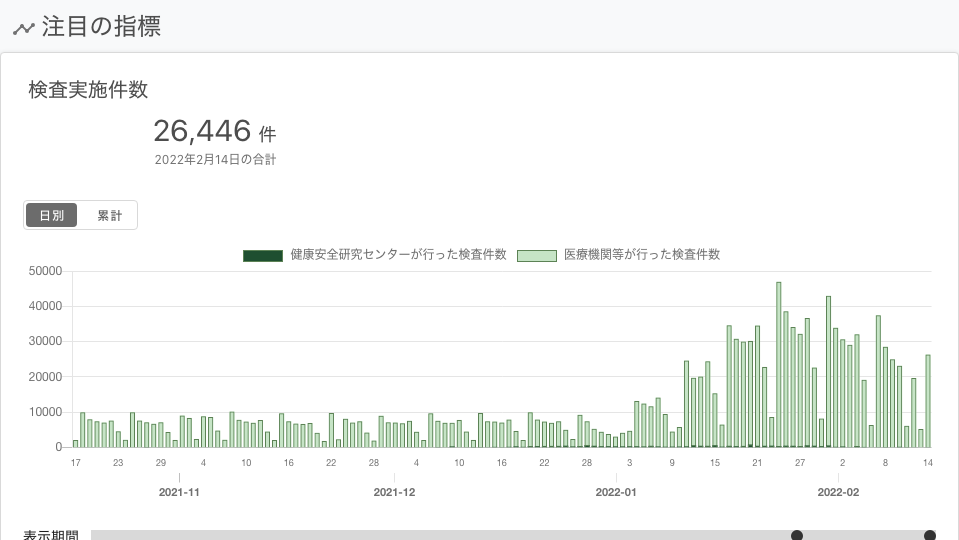 注目の指標
検査実施件数
26,446 件
2022年2月14日の合計
日別 累計
健康安全研究センターが行った検査件数 医療機関等が行った検査件数
50000
40000
30000
20000
10000
0
17 23 29 4 10 16 22 28 4 10 16 22 28 3 9 15 21 27 2 8 14
2021-11 2021-12 2022-01 2022-02
表示期間